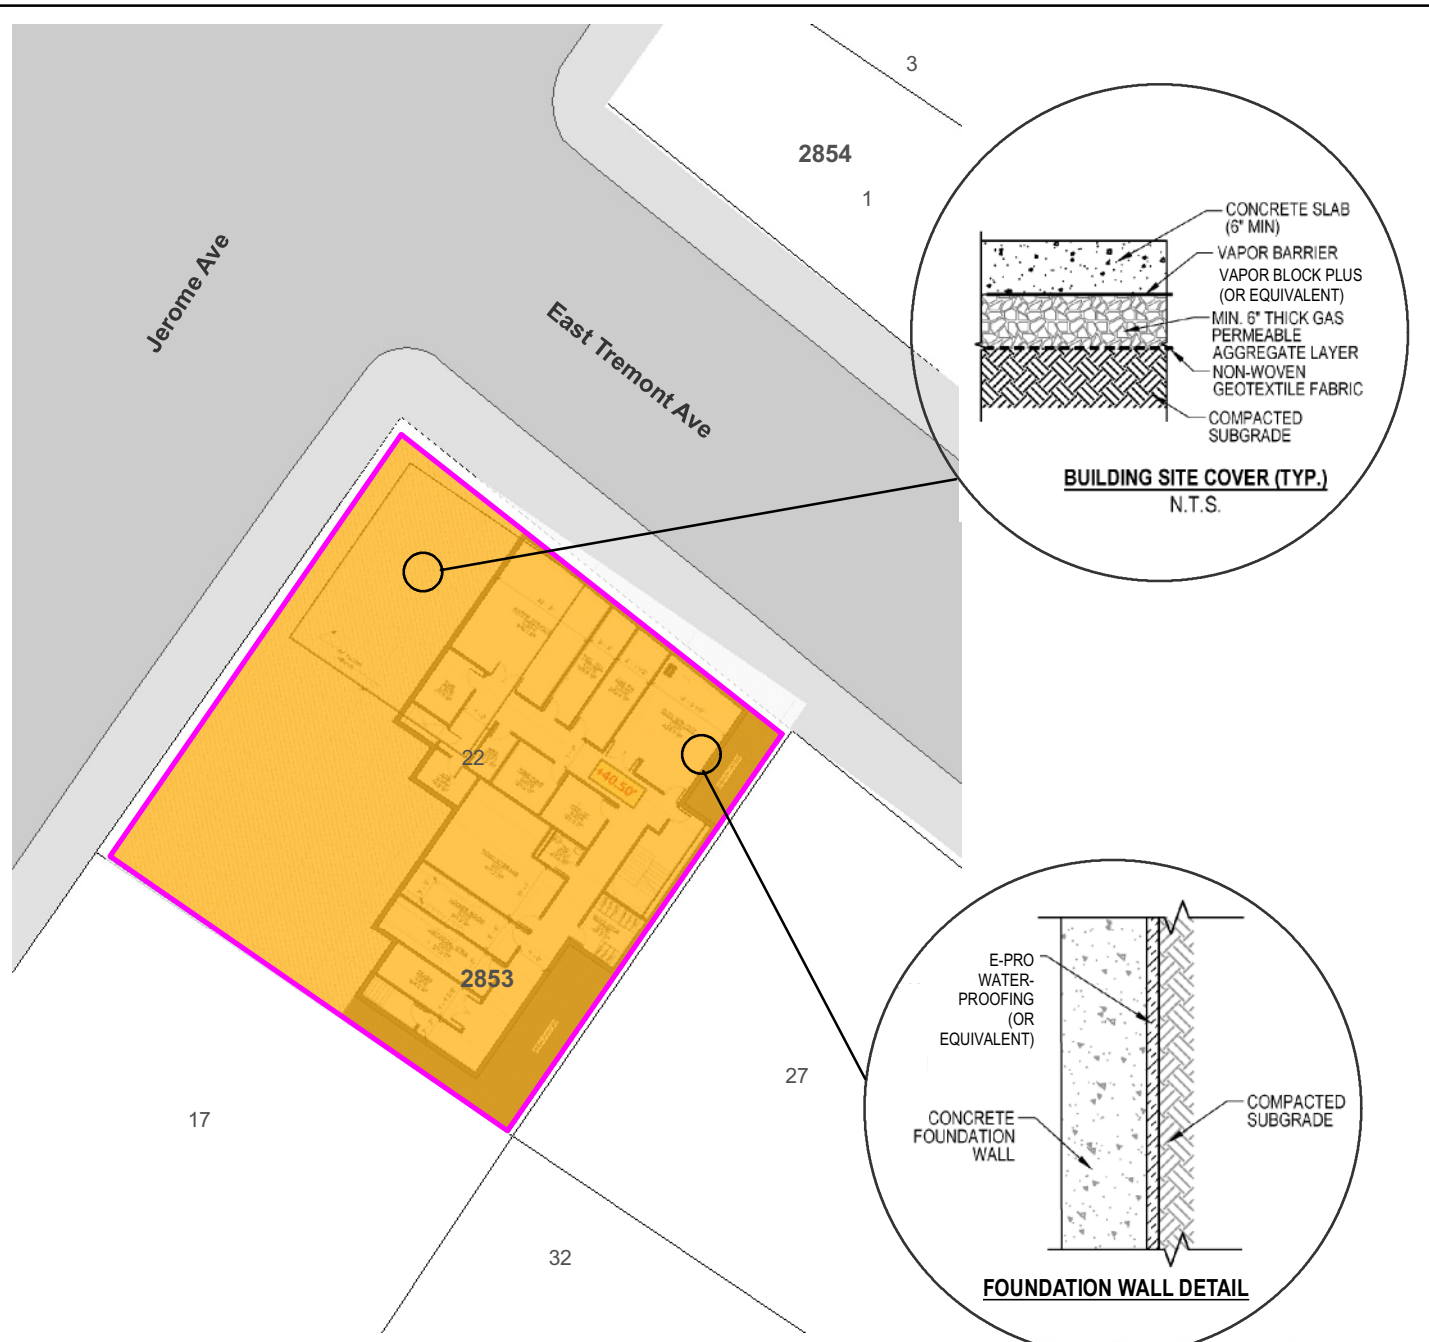 3
2854
1
Jerome Ave
East Tremont Ave
CONCRETE SLAB
(6" MIN)
VAPOR BARRIER
VAPOR BLOCK PLUS
(OR EQUIVALENT)
MIN. 6" THICK GAS
PERMEABLE
AGGREGATE LAYER
NON-WOVEN
GEOTEXTILE FABRIC
COMPACTED
SUBGRADE
BUILDING SITE COVER (TYP.)
N.T.S.
22
+40.50'
2853
27
17
32
E-PRO
WATER-
PROOFING
(OR
EQUIVALENT)
CONCRETE
FOUNDATION
WALL
COMPACTED
SUBGRADE
FOUNDATION WALL DETAIL